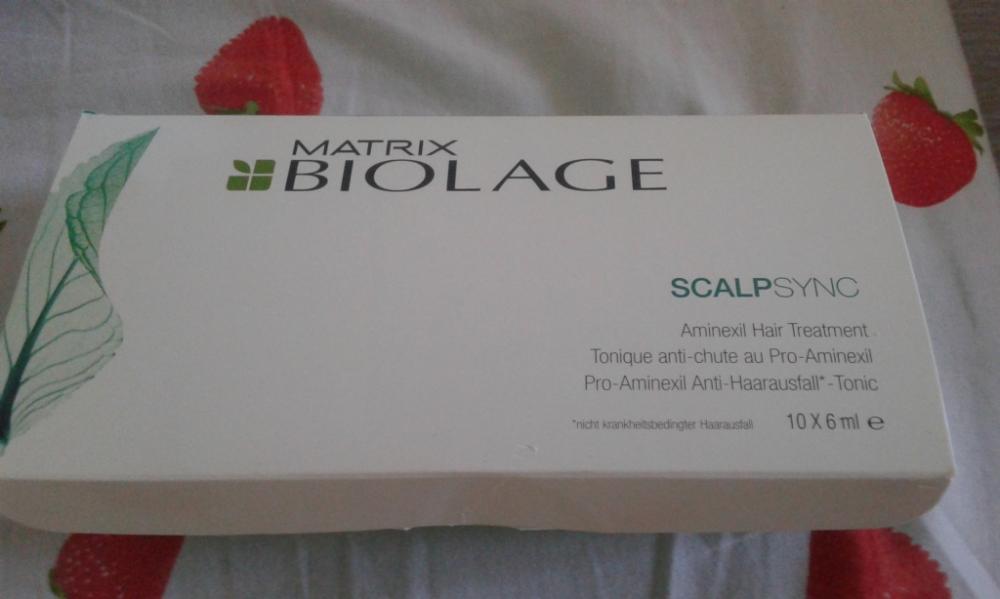 MATRIX
BIOLAGE
SCALPSYNC
Aminexil Hair Treatment
Tonique anti-chute au Pro-Aminexil
Pro-Aminexil Anti-Haarausfall*-Tonic
*nicht krankheitsbedingter Haarausfall 10 X 6 ml ℮